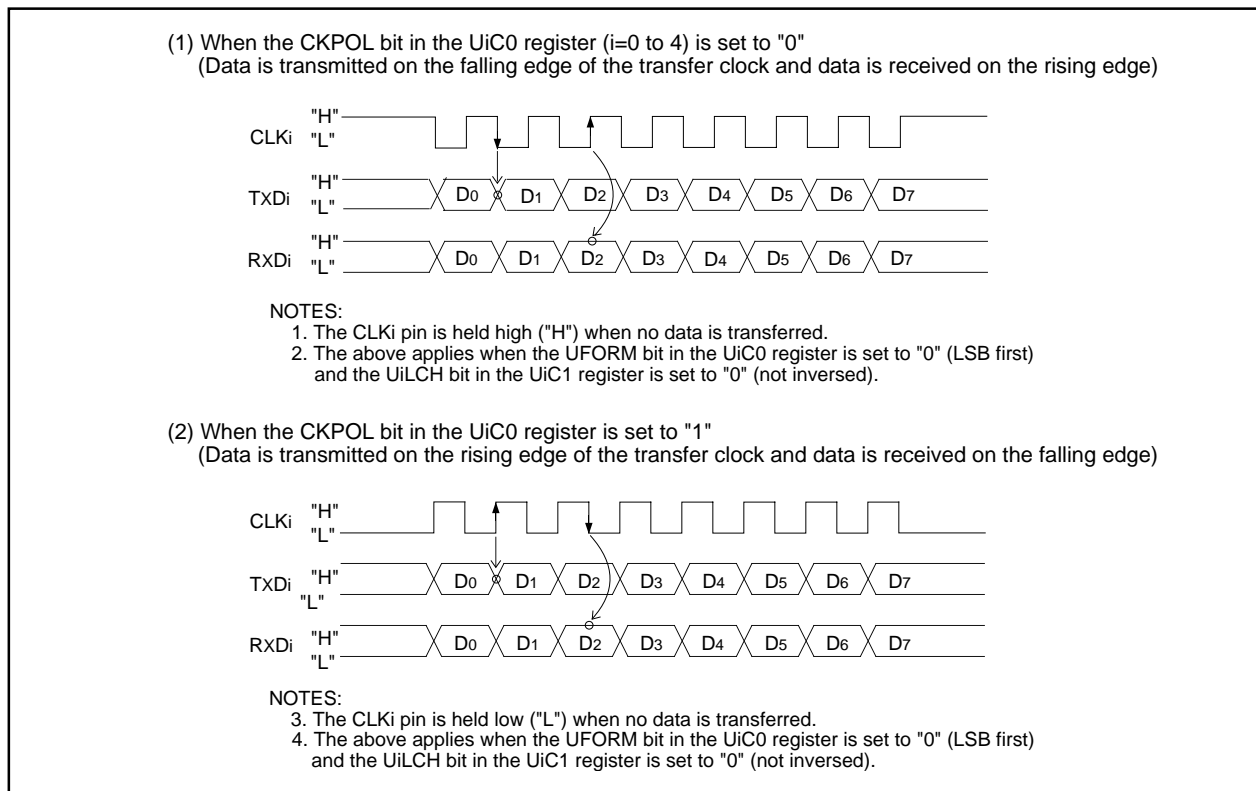 (1) When the CKPOL bit in the UiC0 register (i=0 to 4) is set to "0"
(Data is transmitted on the falling edge of the transfer clock and data is received on the rising edge)
"H"
CLKi "L"
"H"
TXDi "L"
D0 D1 D2 D3 D4 D5 D6 D7
"H"
RXDi "L"
D0 D1 D2 D3 D4 D5 D6 D7
NOTES:
1. The CLKi pin is held high ("H") when no data is transferred.
2. The above applies when the UFORM bit in the UiC0 register is set to "0" (LSB first)
and the UiLCH bit in the UiC1 register is set to "0" (not inversed).
(2) When the CKPOL bit in the UiC0 register is set to "1"
(Data is transmitted on the rising edge of the transfer clock and data is received on the falling edge)
CLKi "H"
"L"
TXDi "H"
"L"
D0 D1 D2 D3 D4 D5 D6 D7
RXDi "H"
"L"
D0 D1 D2 D3 D4 D5 D6 D7
NOTES:
3. The CLKi pin is held low ("L") when no data is transferred.
4. The above applies when the UFORM bit in the UiC0 register is set to "0" (LSB first)
and the UiLCH bit in the UiC1 register is set to "0" (not inversed).